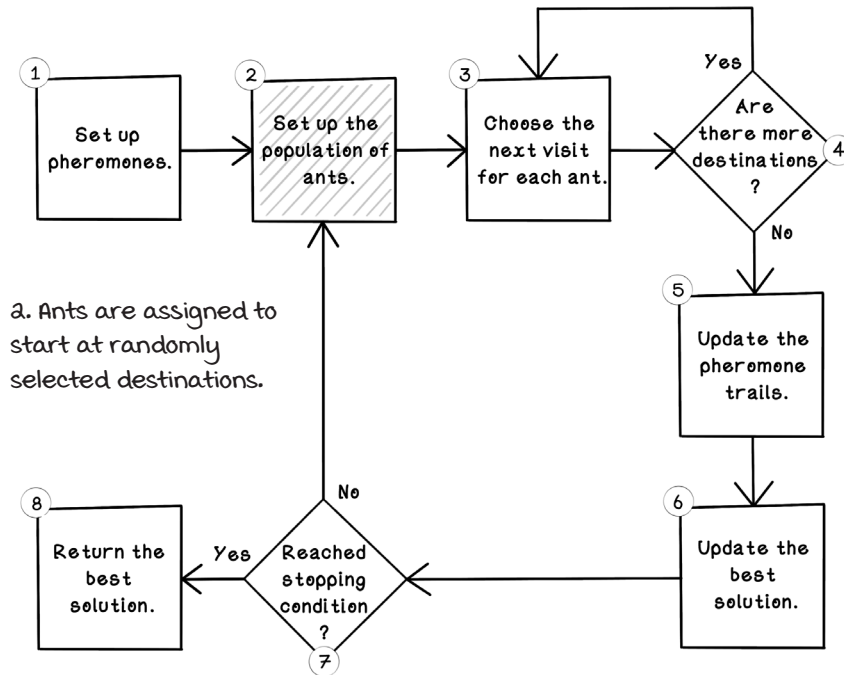 1
Set up
pheromones.
2
Set up the
population of
ants.
3
Choose the
next visit
for each ant.
Yes
Are
there more
destinations
?
4
No
2. Ants are assigned to
start at randomly
selected destinations.
5
Update the
pheromone
trails.
6
Update the
best
solution.
No
Reached
stopping
condition
?
7
Yes
8
Return the
best
solution.